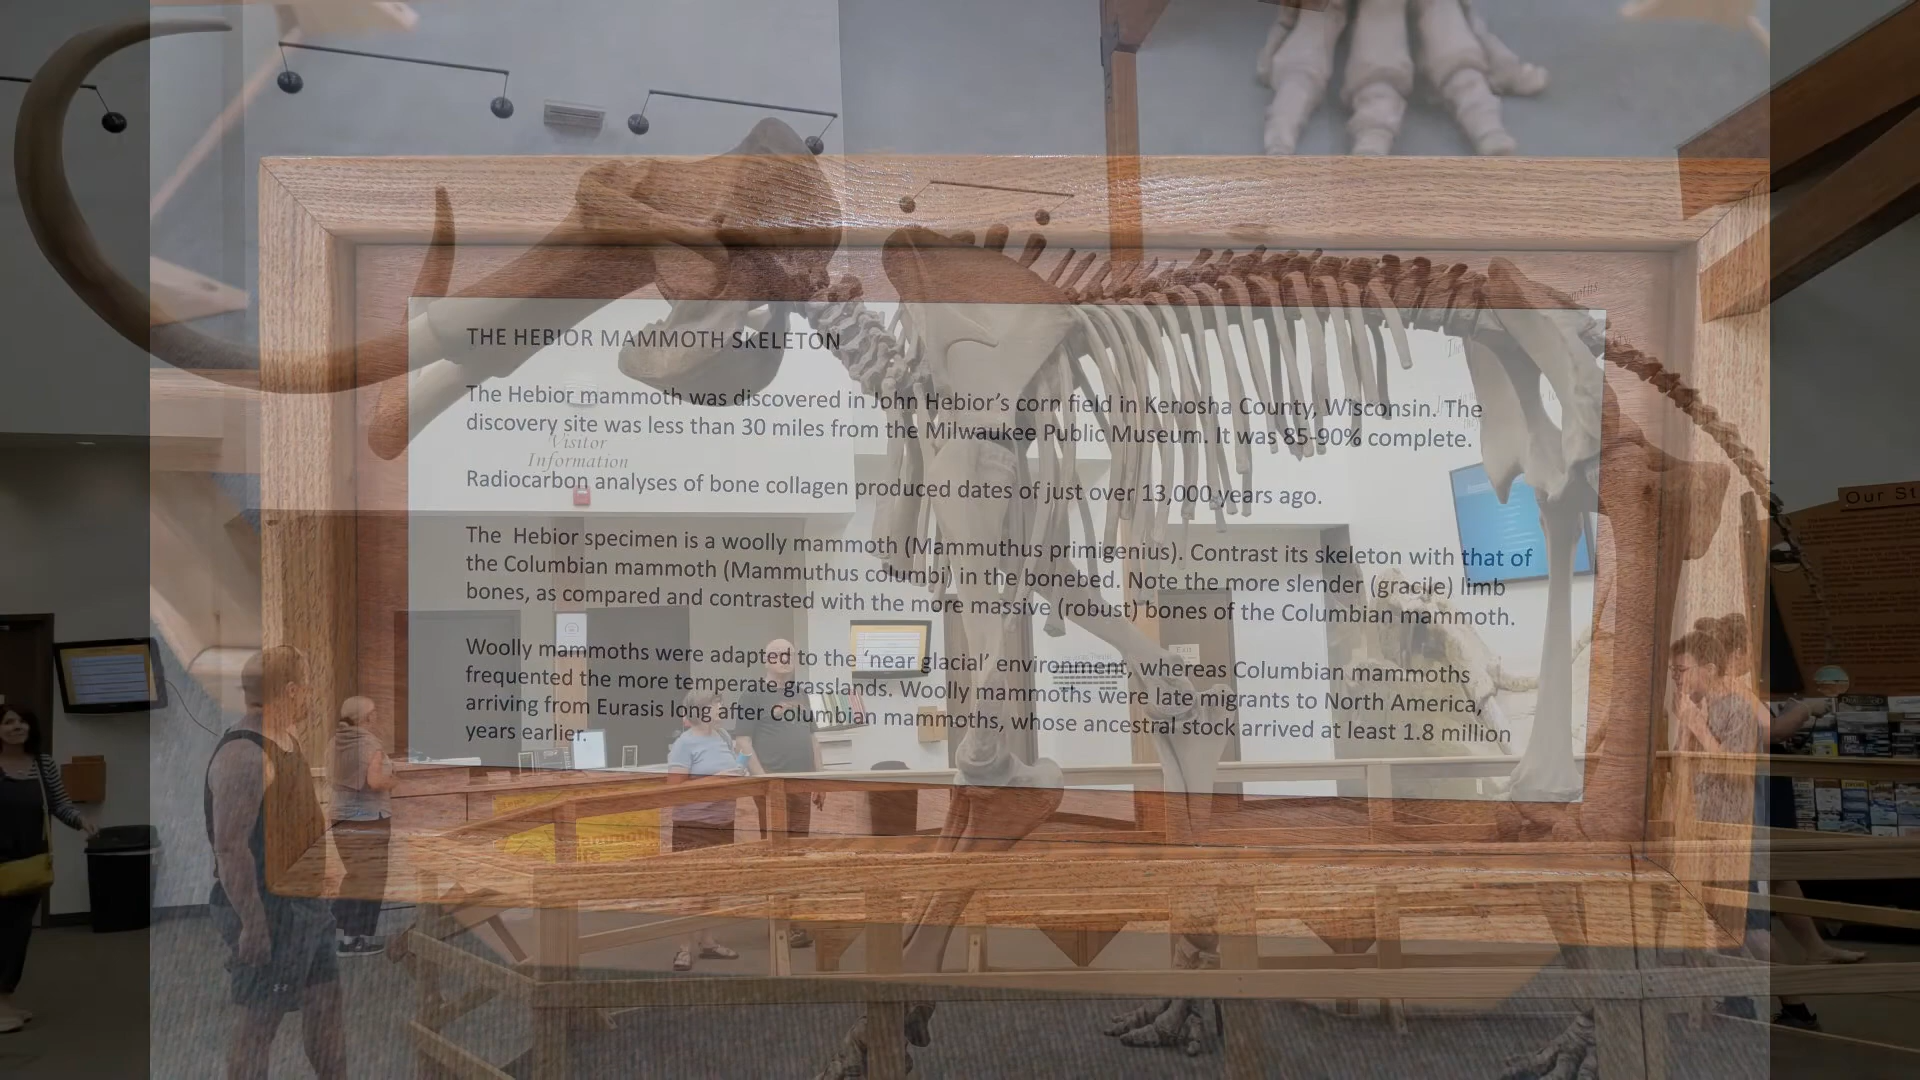 THE HEBIOR MAMMOTH SKELETON
The Hebior mammoth was discovered in John Hebior's corn field in Kenosha County, Wisconsin. The
discovery site was less than 30 miles from the Milwaukee Public Museum. It was 85-90% complete.
Visitor
Information
Radiocarbon analyses of bone collagen produced dates of just over 13,000 years ago.
The Hebior specimen is a woolly mammoth (Mammuthus primigenius). Contrast its skeleton with that of
the Columbian mammoth (Mammuthus columbi) in the bonebed. Note the more slender (gracile) limb
bones, as compared and contrasted with the more massive (robust) bones of the Columbian mammoth.
Woolly mammoths were adapted to the 'near glacial' environment, whereas Columbian mammoths
frequented the more temperate grasslands. Woolly mammoths were late migrants to North America,
arriving from Eurasis long after Columbian mammoths, whose ancestral stock arrived at least 1.8 million
years earlier.
Our St
Exit